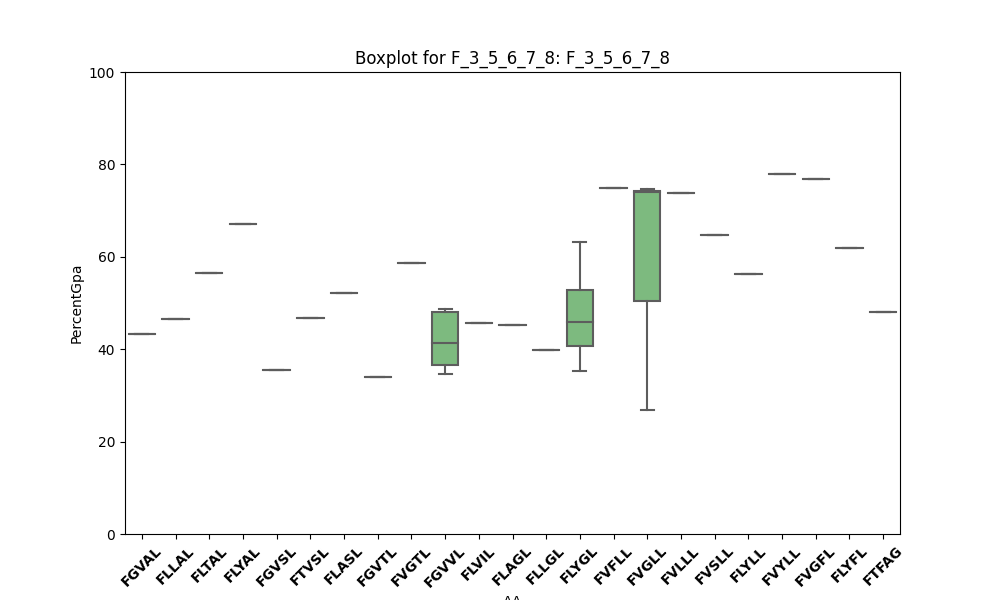 Boxplot for F_3_5_6_7_8: F_3_5_6_7_8
100
80
60
40
20
0
PercentGpa
FGVAL FLLAL FLTAL FLYAL FGVSL FTVSL FLASL FGVTL FVGTL FGVVL FLVIL FLAGL FLLGL FLYGL FVFLL FVGLL FVLLL FVSLL FLYLL FVYLL FVGFL FLYFL FTFAG
AA